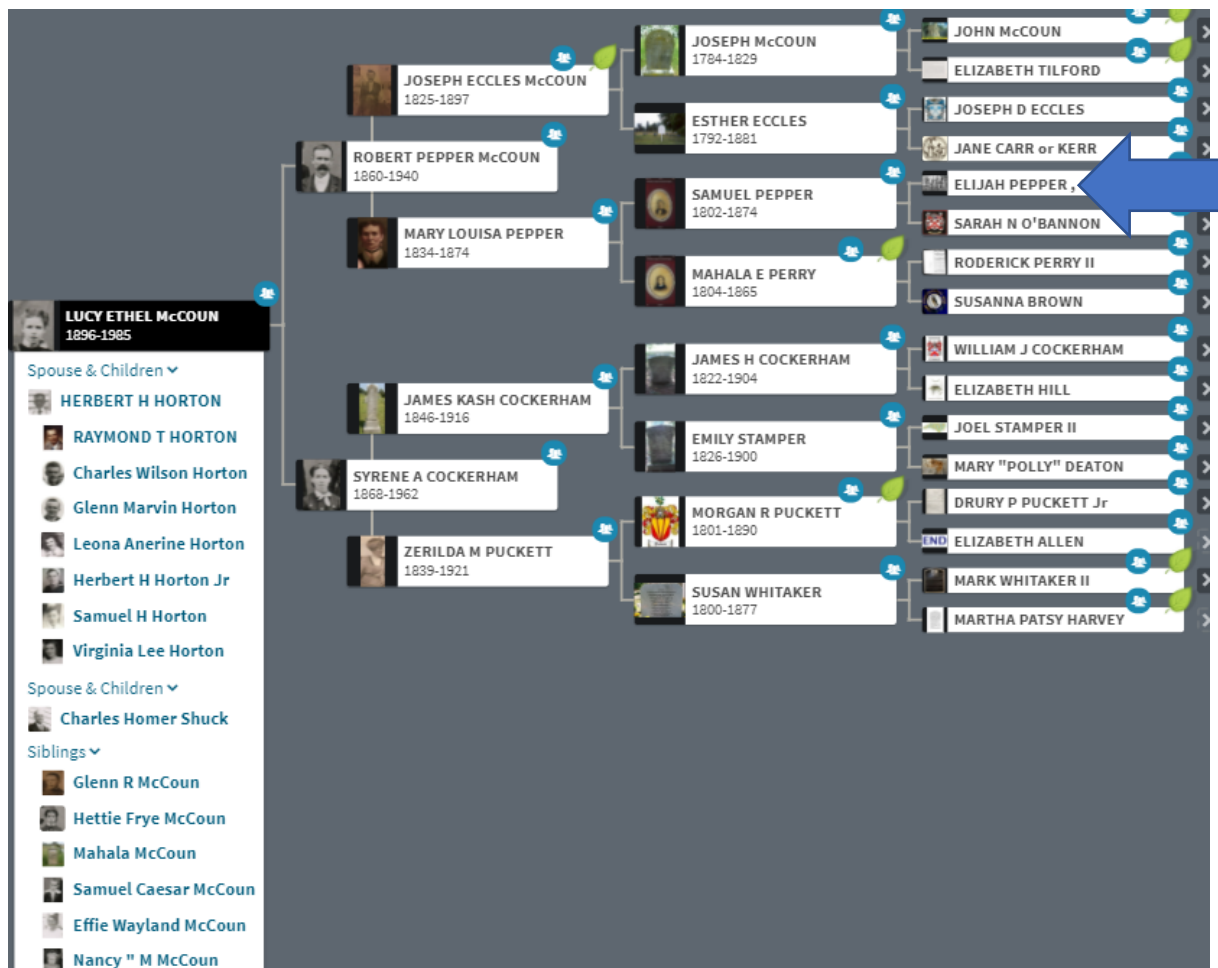 LUCY ETHEL McCOUN
1896-1985
Spouse & Children
HERBERT H HORTON
RAYMOND T HORTON
Charles Wilson Horton
Glenn Marvin Horton
Leona Anerine Horton
Herbert H Horton Jr
Samuel H Horton
Virginia Lee Horton
Spouse & Children
Charles Homer Shuck
Siblings
Glenn R McCoun
Hettie Frye McCoun
Mahala McCoun
Samuel Caesar McCoun
Effie Wayland McCoun
Nancy " M McCoun
ROBERT PEPPER McCOUN
1860-1940
SYRENE A COCKERHAM
1868-1962
JOSEPH ECCLES McCOUN
1825-1897
MARY LOUISA PEPPER
1834-1874
JAMES KASH COCKERHAM
1846-1916
ZERILDA M PUCKETT
1839-1921
JOSEPH McCOUN
1784-1829
ESTHER ECCLES
1792-1881
SAMUEL PEPPER
1802-1874
MAHALA E PERRY
1804-1865
JAMES H COCKERHAM
1822-1904
EMILY STAMPER
1826-1900
MORGAN R PUCKETT
1801-1890
SUSAN WHITAKER
1800-1877
JOHN McCOUN
ELIZABETH TILFORD
JOSEPH D ECCLES
JANE CARR or KERR
ELIJAH PEPPER ,
SARAH N O'BANNON
RODERICK PERRY II
SUSANNA BROWN
WILLIAM J COCKERHAM
ELIZABETH HILL
JOEL STAMPER II
MARY "POLLY" DEATON
DRURY P PUCKETT Jr
END
ELIZABETH ALLEN
MARK WHITAKER II
MARTHA PATSY HARVEY